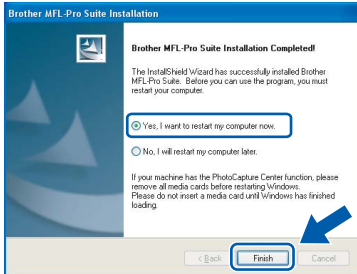 Brother MFL-Pro Suite Installation
Brother MFL-Pro Suite Installation Completed!
The InstallShield Wizard has successfully installed Brother
MFL-Pro Suite. Before you can use the program, you must
restart your computer.
Yes, I want to restart my computer now.
No, I will restart my computer later.
If your machine has the PhotoCapture Center function, please
remove all media cards before restarting Windows.
Please do not insert a media card until Windows has finished
loading.
< Back
Finish
Cancel